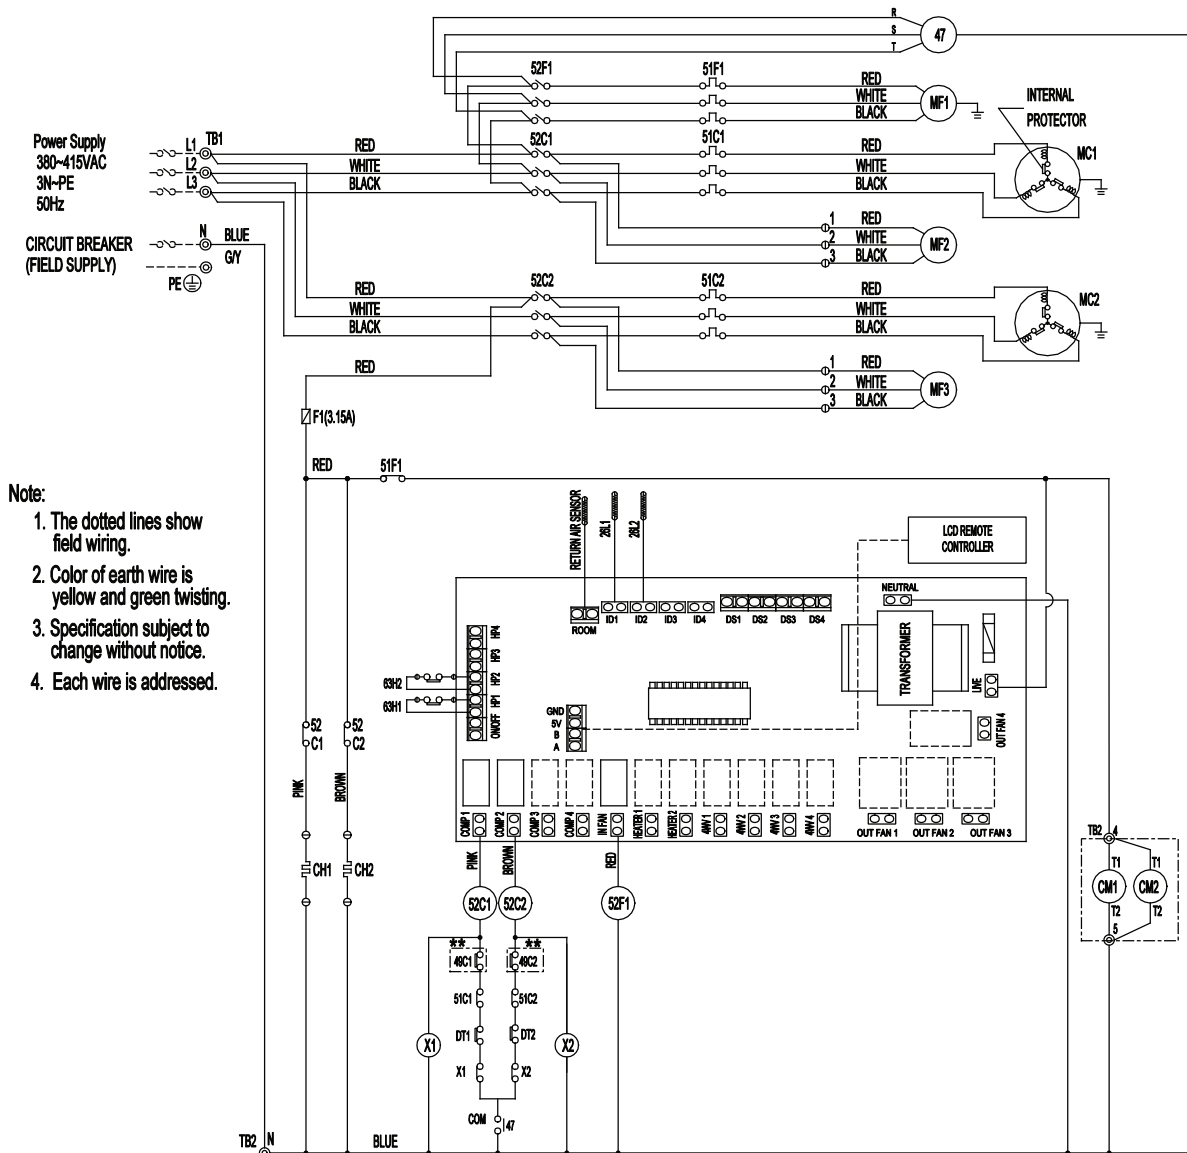 R
S
T
47
52F1
51F1
RED
WHITE
BLACK
MF1
INTERNAL
PROTECTOR
Power Supply
380~415VAC
3N~PE
50Hz
L1
L2
L3
TB1
RED
WHITE
BLACK
52C1
51C1
RED
WHITE
BLACK
MC1
CIRCUIT BREAKER
(FIELD SUPPLY)
N
BLUE
G/Y
PE
1
2
3
RED
WHITE
BLACK
MF2
RED
WHITE
BLACK
52C2
51C2
RED
WHITE
BLACK
MC2
RED
1
2
3
RED
WHITE
BLACK
MF3
F1(3.15A)
RED
51F1
Note:
1. The dotted lines show
field wiring.
2. Color of earth wire is
yellow and green twisting.
3. Specification subject to
change without notice.
4. Each wire is addressed.
RETURN AIR SENSOR
26L1
26L2
LCD REMOTE
CONTROLLER
NEUTRAL
ROOM
ID1
ID2
ID3
ID4
DS1
DS2
DS3
DS4
HP4
HP3
HP2
HP1
ON/OFF
63H2
63H1
GND
5V
B
A
TRANSFORMER
LIVE
OUT FAN 4
52
C1
52
C2
PINK
BROWN
CH1
CH2
COMP 1
COMP 2
COMP 3
COMP 4
IN FAN
HEATER 1
HEATER 2
4WV 1
4WV 2
4WV 3
4WV 4
OUT FAN 1
OUT FAN 2
OUT FAN 3
PINK
BROWN
RED
52C1
52C2
52F1
**
**
49C1
49C2
51C1
51C2
DT1
DT2
X1
X1
X2
X2
COM
47
TB2
4
T1
T1
CM1
CM2
T2
T2
5
TB2
N
BLUE